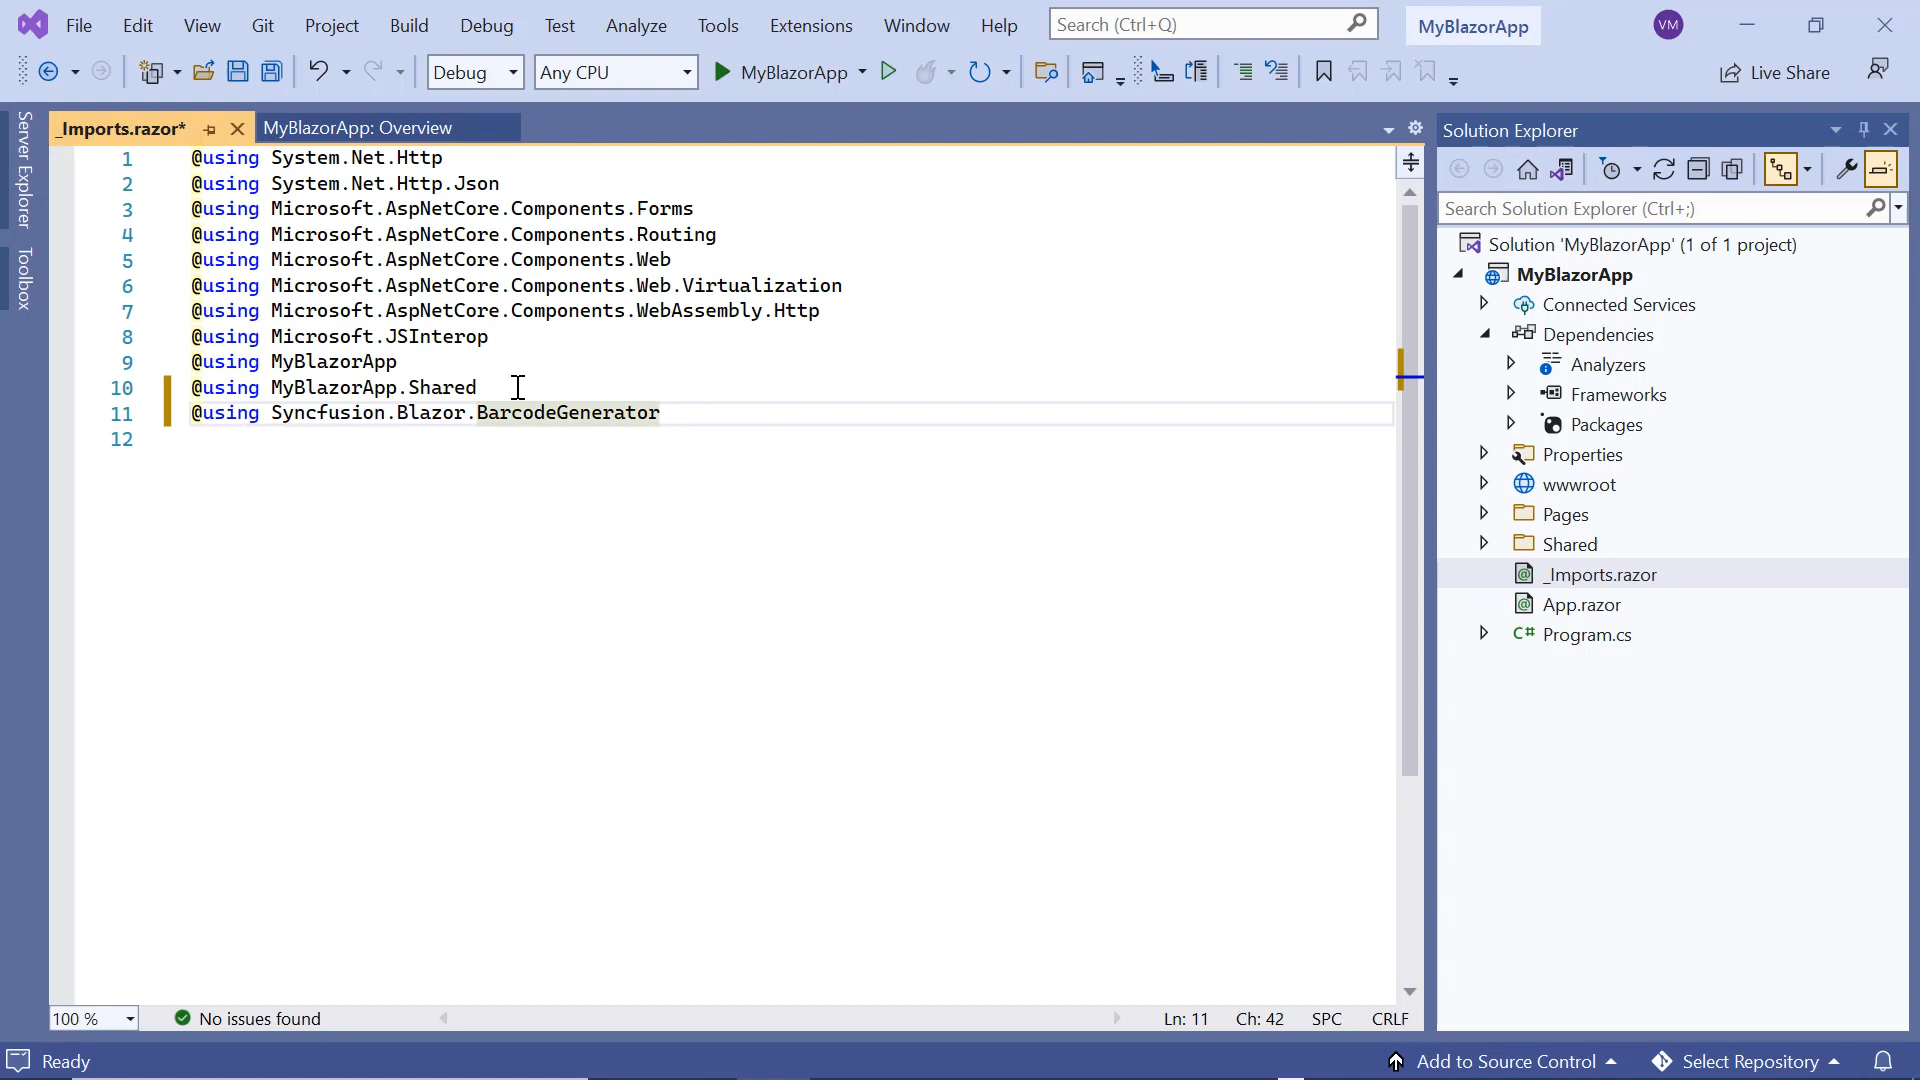 File Edit View Git Project Build Debug Test Analyze Tools Extensions Window Help Search (Ctrl+Q) MyBlazorApp VM
Debug Any CPU MyBlazorApp Live Share
Server Explorer
Toolbox
_Imports.razor* MyBlazorApp: Overview
1 @using System.Net.Http
2 @using System.Net.Http.Json
3 @using Microsoft.AspNetCore.Components.Forms
4 @using Microsoft.AspNetCore.Components.Routing
5 @using Microsoft.AspNetCore.Components.Web
6 @using Microsoft.AspNetCore.Components.Web.Virtualization
7 @using Microsoft.AspNetCore.Components.WebAssembly.Http
8 @using Microsoft.JSInterop
9 @using MyBlazorApp
10 @using MyBlazorApp.Shared
11 @using Syncfusion.Blazor.BarcodeGenerator
12
100 % No issues found Ln: 11 Ch: 42 SPC CRLF
Solution Explorer
Search Solution Explorer (Ctrl+;)
Solution 'MyBlazorApp' (1 of 1 project)
MyBlazorApp
Connected Services
Dependencies
Analyzers
Frameworks
Packages
Properties
wwwroot
Pages
Shared
_Imports.razor
App.razor
C# Program.cs
Ready Add to Source Control Select Repository